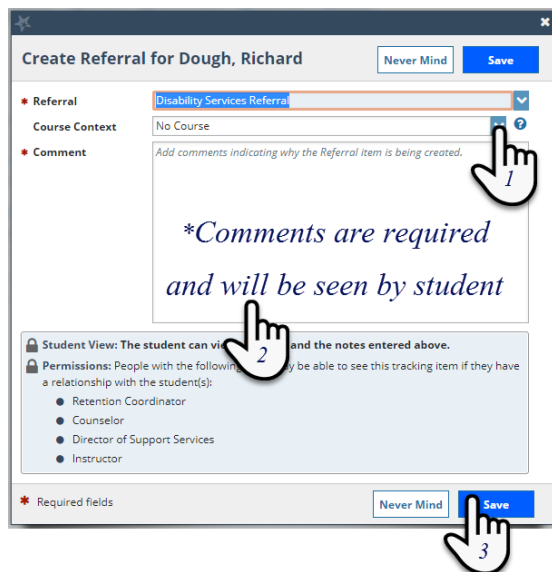 Create Referral for Dough, Richard
Never Mind
Save
* Referral
Disability Services Referral
Course Context
No Course
?
1
* Comment
Add comments indicating why the Referral item is being created.
*Comments are required
and will be seen by student
2
Student View: The student can vie and the notes entered above.
Permissions: People with the following y be able to see this tracking item if they have
a relationship with the student(s):
● Retention Coordinator
● Counselor
● Director of Support Services
● Instructor
* Required fields
Never Mind
Save
3